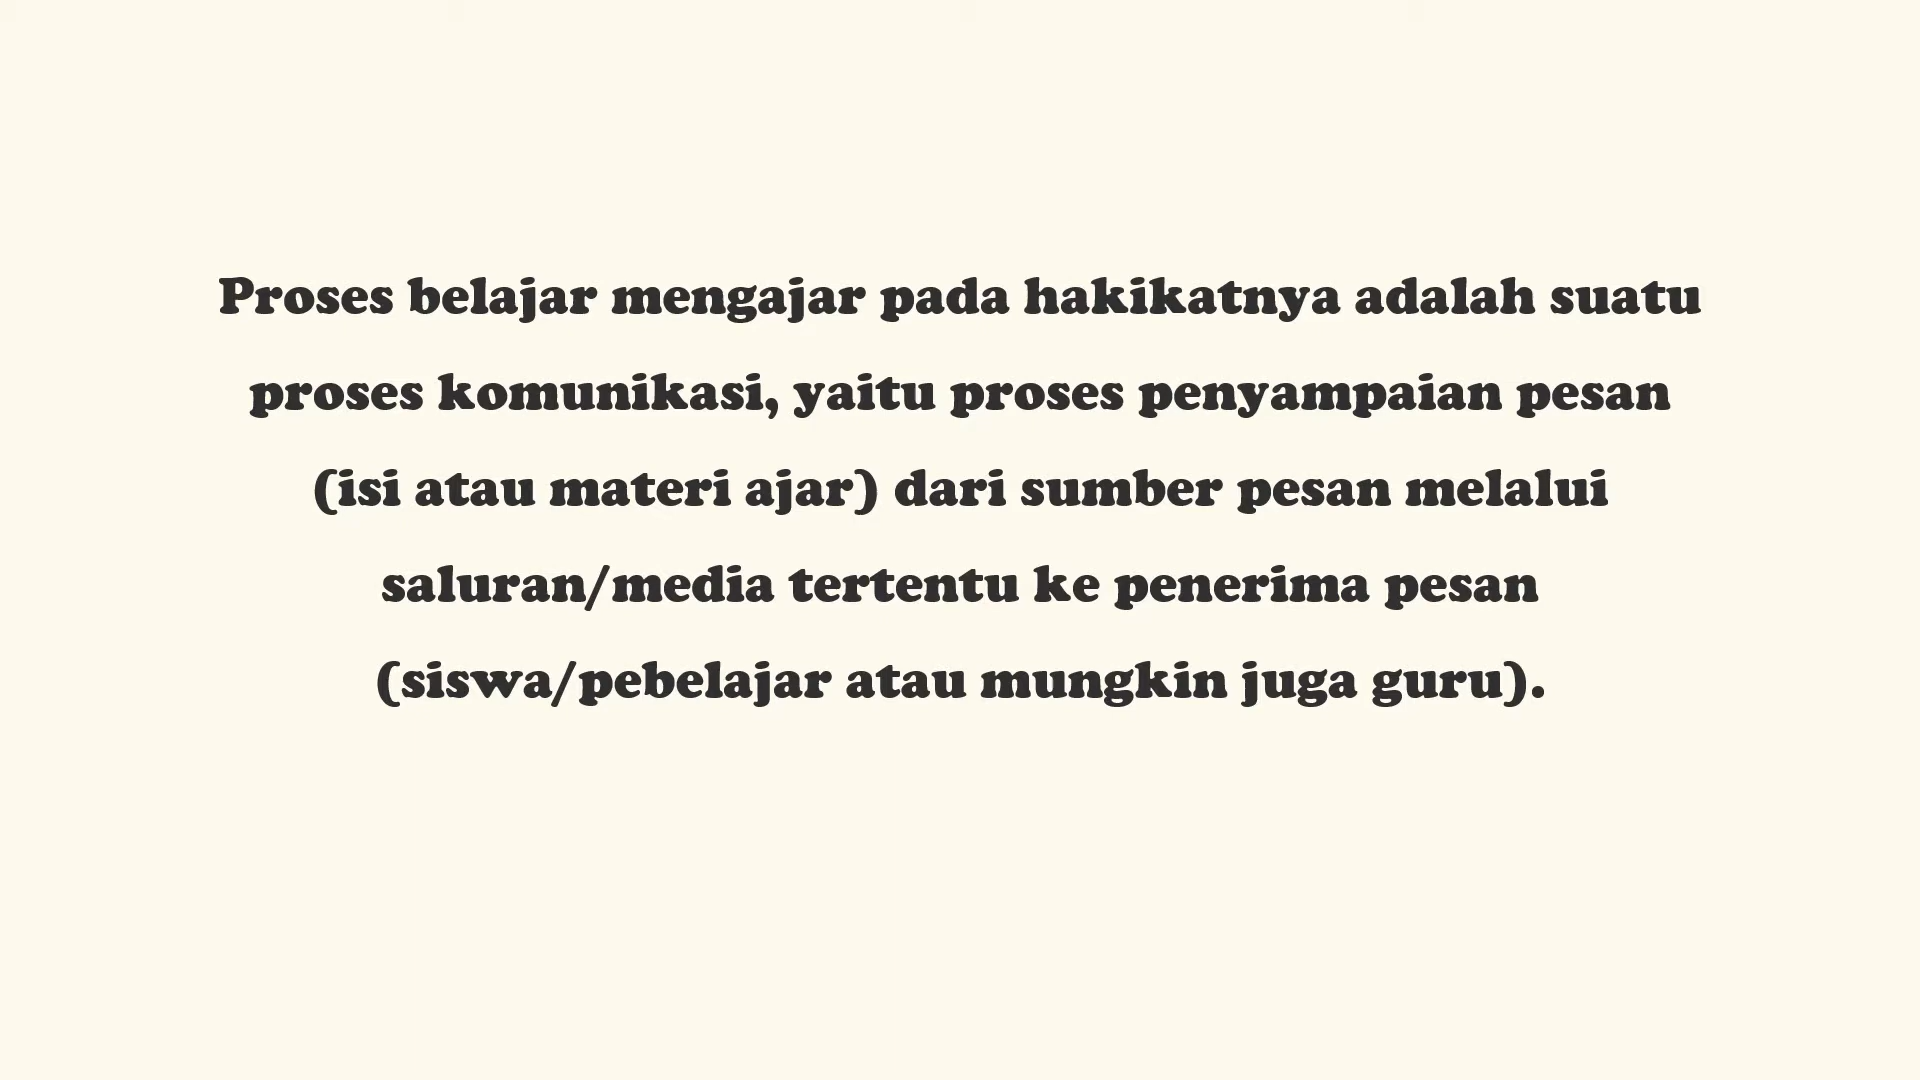 Proses belajar mengajar pada hakikatnya adalah suatu
proses komunikasi, yaitu proses penyampaian pesan
(isi atau materi ajar) dari sumber pesan melalui
saluran/media tertentu ke penerima pesan
(siswa/pebelajar atau mungkin juga guru).